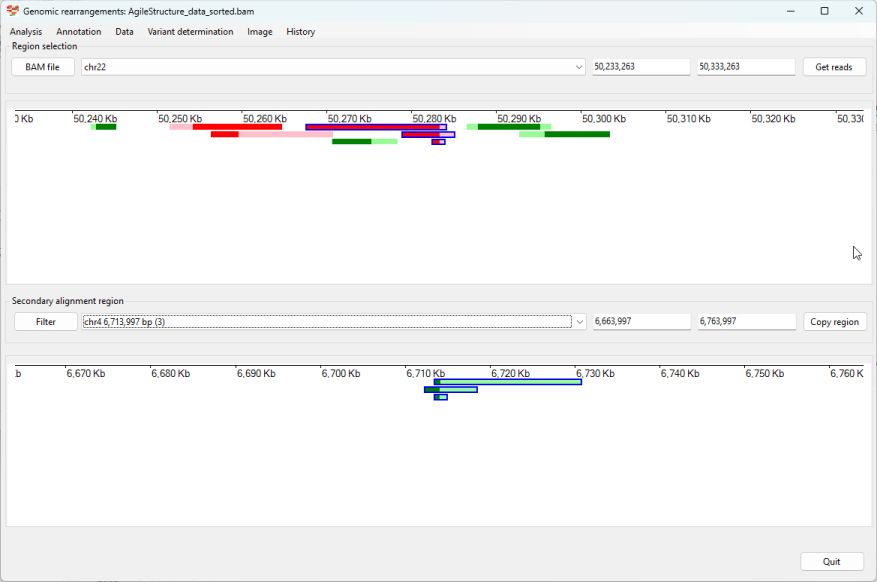 Genomic rearrangements: AgileStructure_data_sorted.bam
Analysis Annotation Data Variant determination Image History
Region selection
BAM file chr22 50,233,263 50,333,263 Get reads
0 Kb 50,240 Kb 50,250 Kb 50,260 Kb 50,270 Kb 50,280 Kb 50,290 Kb 50,300 Kb 50,310 Kb 50,320 Kb 50,330
Secondary alignment region
Filter chr4 6,713,997 bp (3) 6,663,997 6,763,997 Copy region
b 6,670 Kb 6,680 Kb 6,690 Kb 6,700 Kb 6,710 Kb 6,720 Kb 6,730 Kb 6,740 Kb 6,750 Kb 6,760 K
Quit